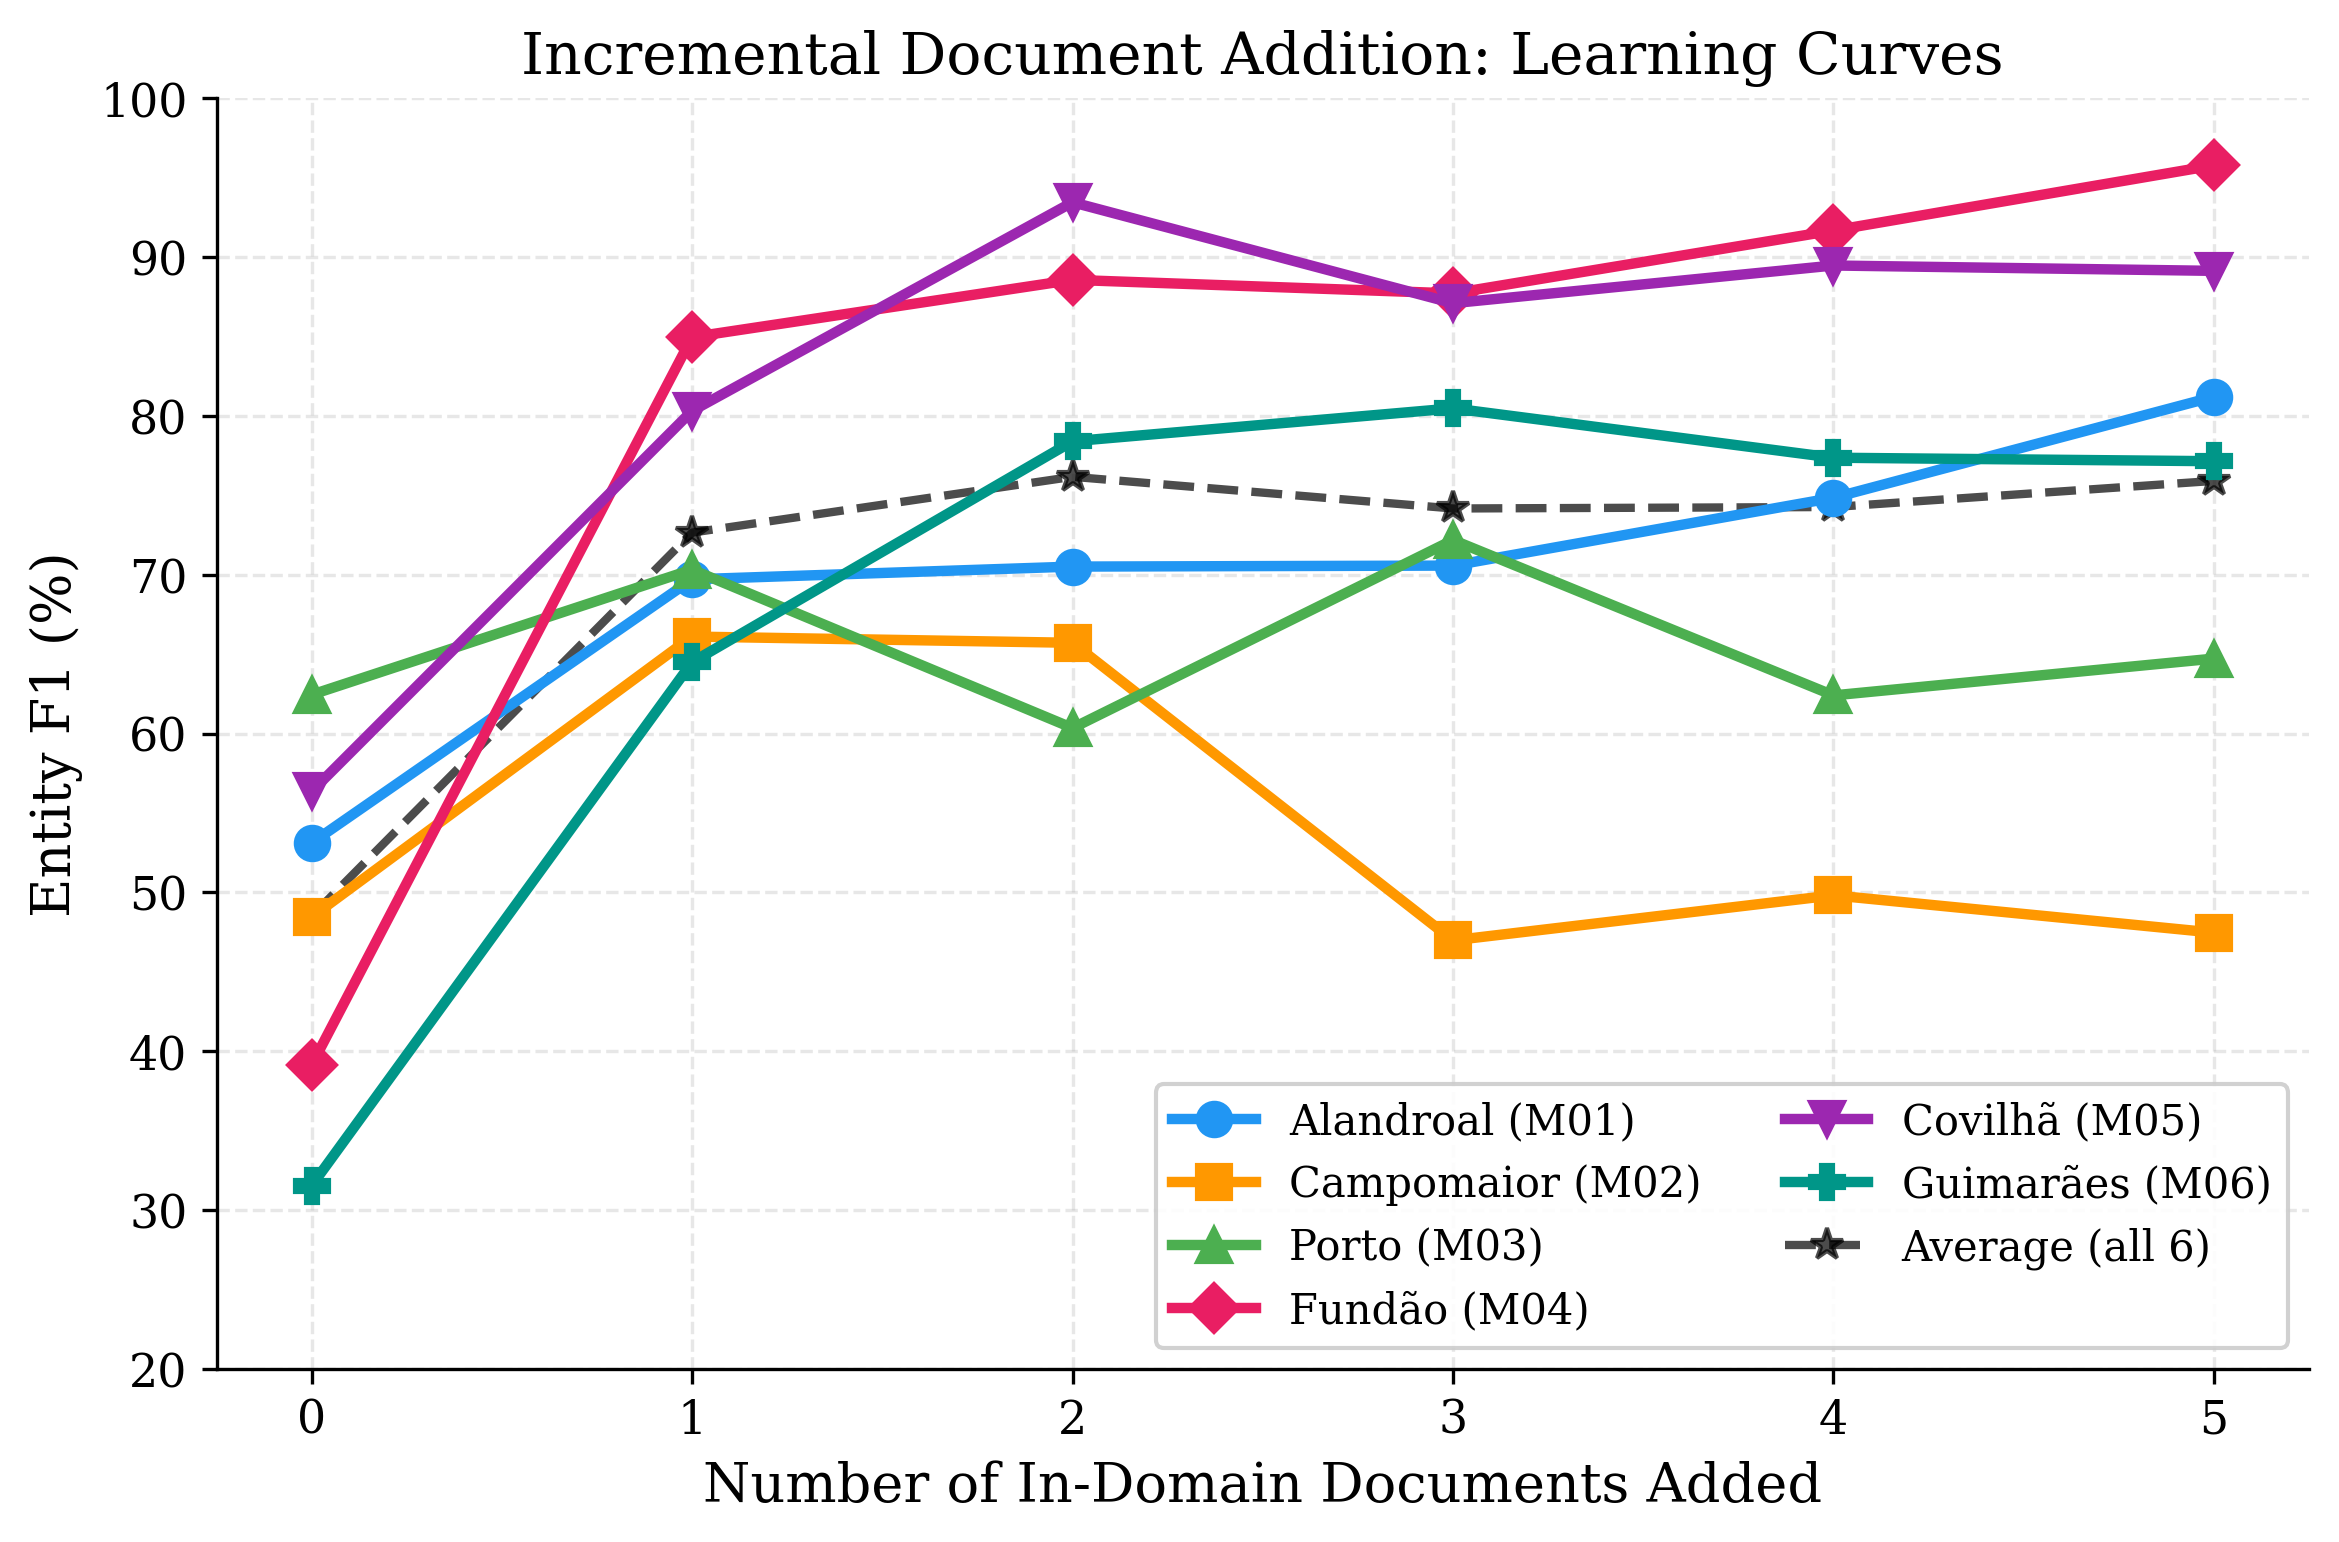 Incremental Document Addition: Learning Curves
Entity F1 (%)
100
90
80
70
60
50
40
30
20
0 1 2 3 4 5
Number of In-Domain Documents Added
Alandroal (M01)
Campomaior (M02)
Porto (M03)
Fundão (M04)
Covilhã (M05)
Guimarães (M06)
Average (all 6)